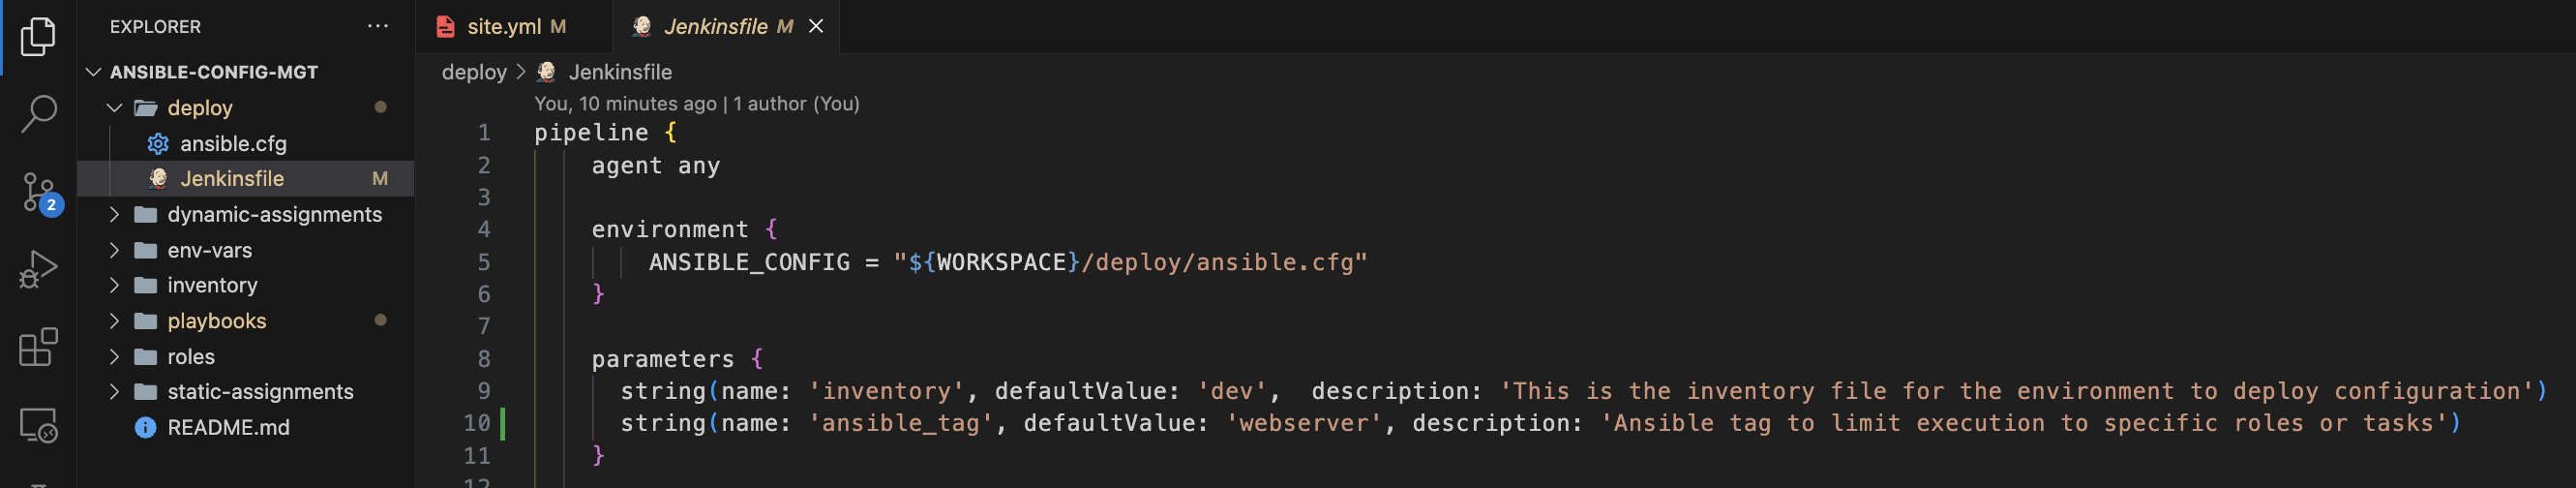 EXPLORER ...
ANSIBLE-CONFIG-MGT
deploy
ansible.cfg
Jenkinsfile M
dynamic-assignments
env-vars
inventory
playbooks
roles
static-assignments
README.md
2
site.yml M
Jenkinsfile M
deploy > Jenkinsfile
You, 10 minutes ago | 1 author (You)
1 pipeline {
2 agent any
3
4 environment {
5 ANSIBLE_CONFIG = "${WORKSPACE}/deploy/ansible.cfg"
6 }
7
8 parameters {
9 string(name: 'inventory', defaultValue: 'dev',  description: 'This is the inventory file for the environment to deploy configuration')
10 string(name: 'ansible_tag', defaultValue: 'webserver', description: 'Ansible tag to limit execution to specific roles or tasks')
11 }
12